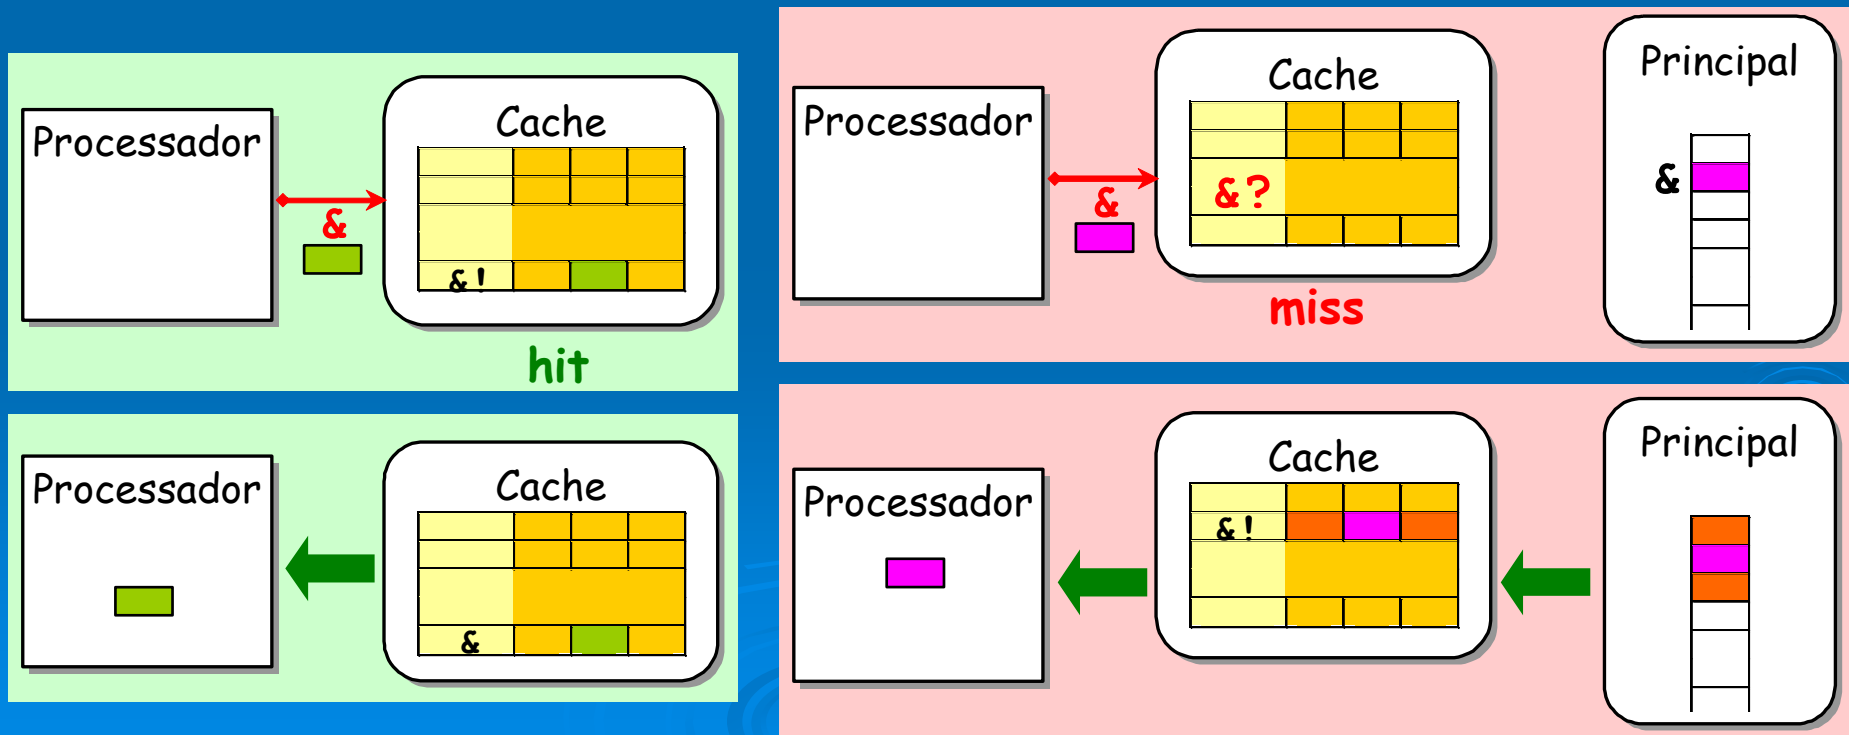 Processador
Cache
&
&!
hit
Processador
Cache
&
Processador
Cache
Principal
&
&?
&
miss
Processador
Cache
Principal
&!